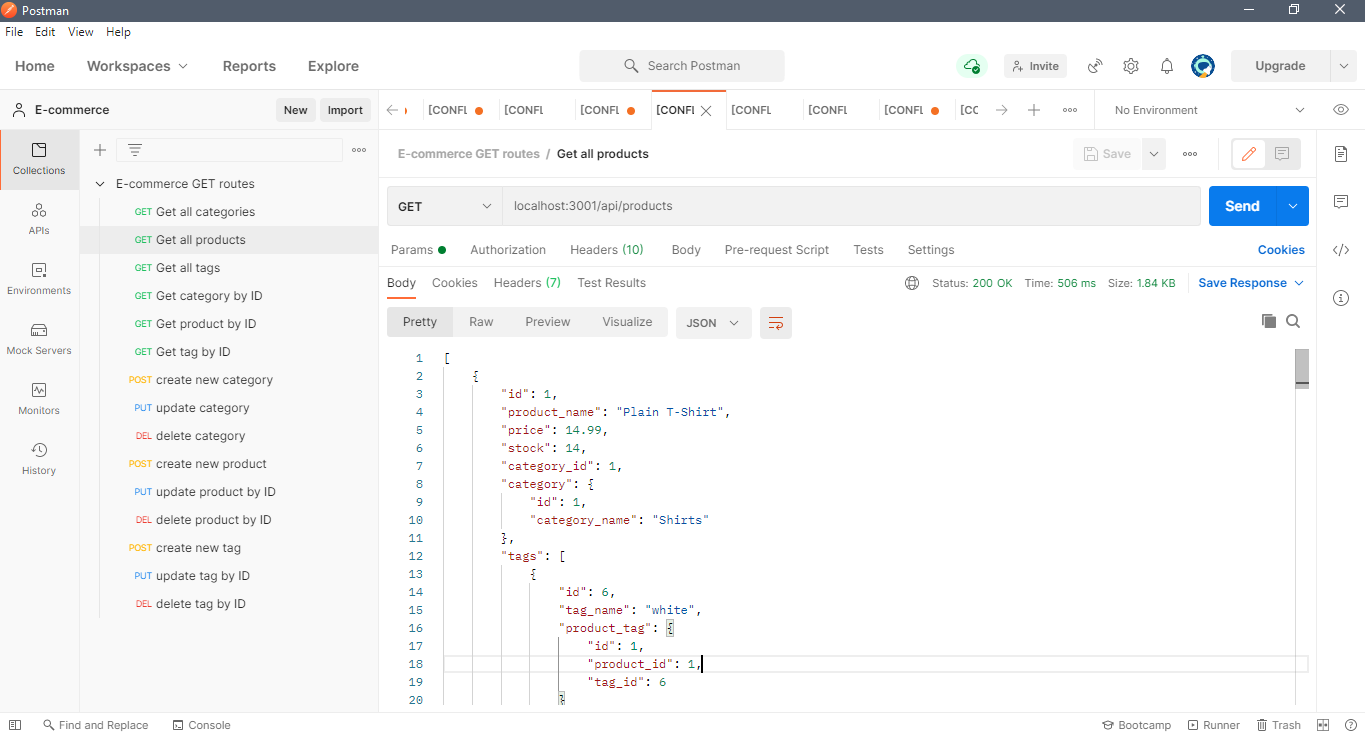 Postman
File Edit View Help
Home Workspaces Reports Explore Search Postman Invite Upgrade
E-commerce New Import [CONFL [CONFL [CONFL [CONFL [CONFL [CONFL [CONFL [CC No Environment
E-commerce GET routes / Get all products Save
GET localhost:3001/api/products Send
Params Authorization Headers (10) Body Pre-request Script Tests Settings Cookies
Body Cookies Headers (7) Test Results Status: 200 OK Time: 506 ms Size: 1.84 KB Save Response
Pretty Raw Preview Visualize JSON
Collections
APIs
Environments
Mock Servers
Monitors
History
E-commerce GET routes
GET Get all categories
GET Get all products
GET Get all tags
GET Get category by ID
GET Get product by ID
GET Get tag by ID
POST create new category
PUT update category
DEL delete category
POST create new product
PUT update product by ID
DEL delete product by ID
POST create new tag
PUT update tag by ID
DEL delete tag by ID
1 [
2 {
3 "id": 1,
4 "product_name": "Plain T-Shirt",
5 "price": 14.99,
6 "stock": 14,
7 "category_id": 1,
8 "category": {
9 "id": 1,
10 "category_name": "Shirts"
11 },
12 "tags": [
13 {
14 "id": 6,
15 "tag_name": "white",
16 "product_tag": {
17 "id": 1,
18 "product_id": 1,
19 "tag_id": 6
20 }
Find and Replace Console Bootcamp Runner Trash